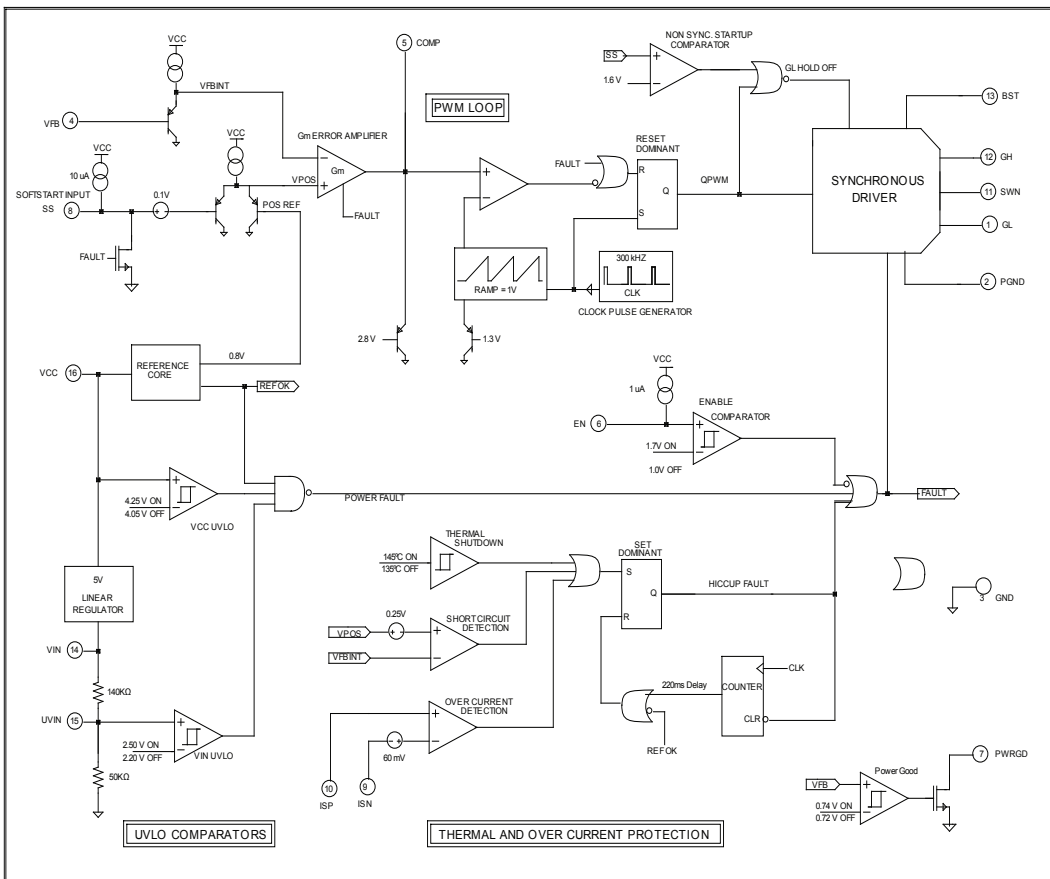 VCC
VFBINT
VFB
4
VCC
10 uA
SOFTSTART INPUT
SS
8
0.1V
FAULT
VCC
VPOS
POS REF
Gm ERROR AMPLIFIER
−
Gm
+
FAULT
5
COMP
PWM LOOP
2.8 V
1.3 V
+
−
RAMP = 1V
FAULT
RESET
DOMINANT
R
Q
S
QPWM
300 kHZ
CLK
CLOCK PULSE GENERATOR
NON SYNC. STARTUP
COMPARATOR
SS
+
1.6 V
−
GL HOLD OFF
SYNCHRONOUS
DRIVER
13
BST
12
GH
11
SWN
1
GL
2
PGND
VCC
16
REFERENCE
CORE
0.8V
REF OK
4.25 V ON
4.05 V OFF
+
−
VCC UVLO
POWER FAULT
5V
LINEAR
REGULATOR
VIN
14
140KΩ
UVIN
15
50KΩ
2.50 V ON
2.20 V OFF
+
−
VIN UVLO
VCC
1 uA
EN
6
ENABLE
COMPARATOR
+
−
1.7V ON
1.0V OFF
FAULT
THERMAL
SHUTDOWN
145ºC ON
135ºC OFF
0.25V
VPOS
VFBINT
+
−
SHORT CIRCUIT
DETECTION
OVER CURRENT
DETECTION
+
−
60 mV
10
ISP
9
ISN
SET
DOMINANT
S
Q
R
HICCUP FAULT
220ms Delay
COUNTER
CLK
CLR
REF OK
3
GND
Power Good
VFB
+
−
0.74 V ON
0.72 V OFF
7
PWRGD
UVLO COMPARATORS
THERMAL AND OVER CURRENT PROTECTION